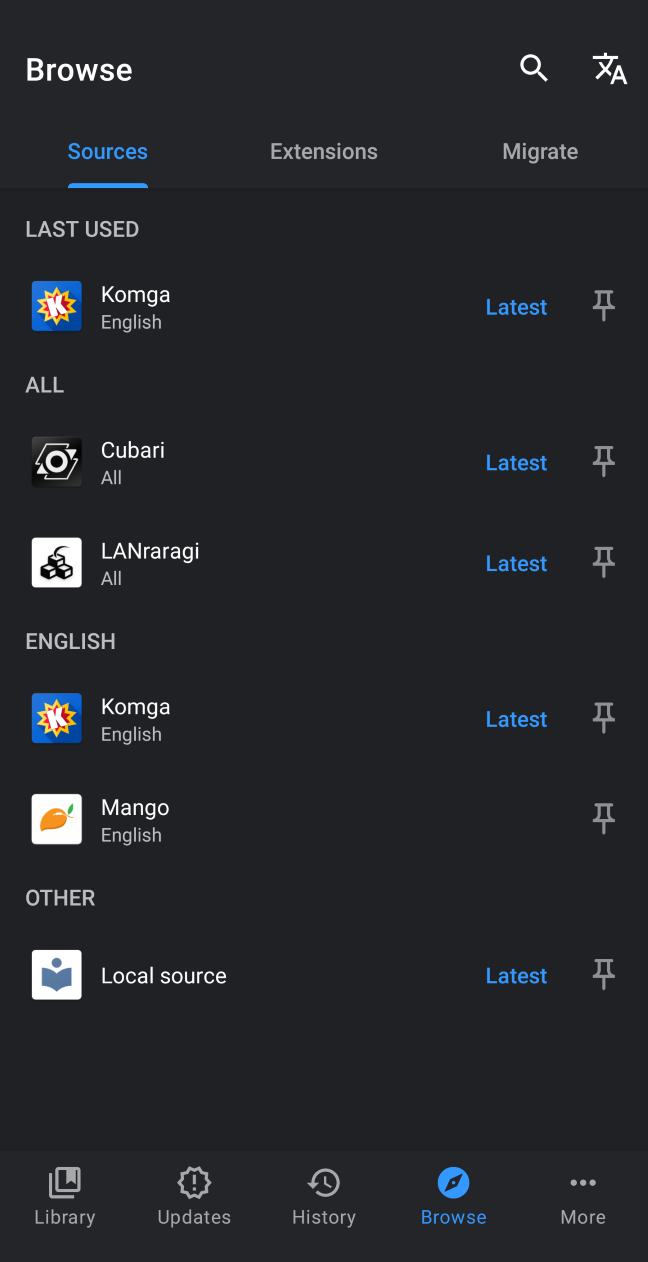 Browse
Sources
Extensions
Migrate
LAST USED
Komga
English
Latest
ALL
Cubari
All
Latest
LANraragi
All
Latest
ENGLISH
Komga
English
Latest
Mango
English
OTHER
Local source
Latest
Library
Updates
History
Browse
More